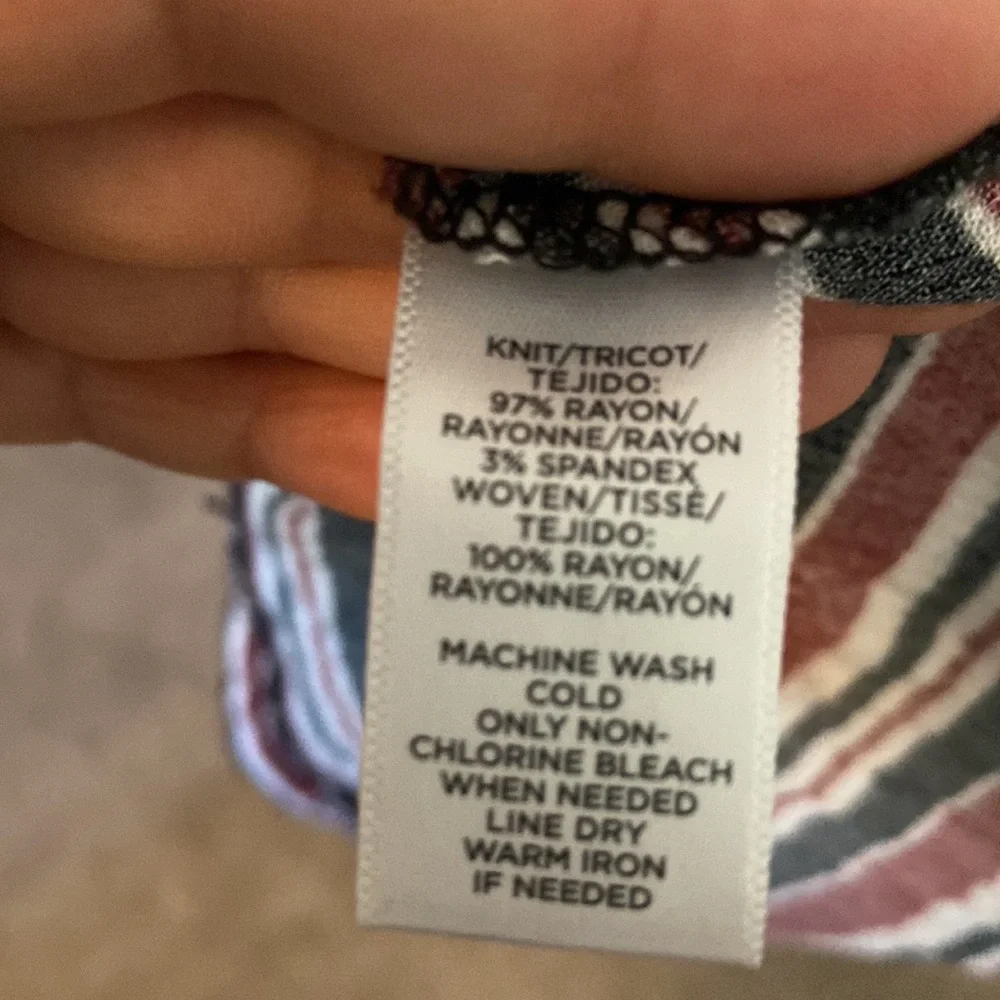 KNIT/TRICOT/
TEJIDO:
97% RAYON/
RAYONNE/RAYÓN
3% SPANDEX
WOVEN/TISSÈ/
TEJIDO:
100% RAYON/
RAYONNE/RAYÓN
MACHINE WASH
COLD
ONLY NON-
CHLORINE BLEACH
WHEN NEEDED
LINE DRY
WARM IRON
IF NEEDED